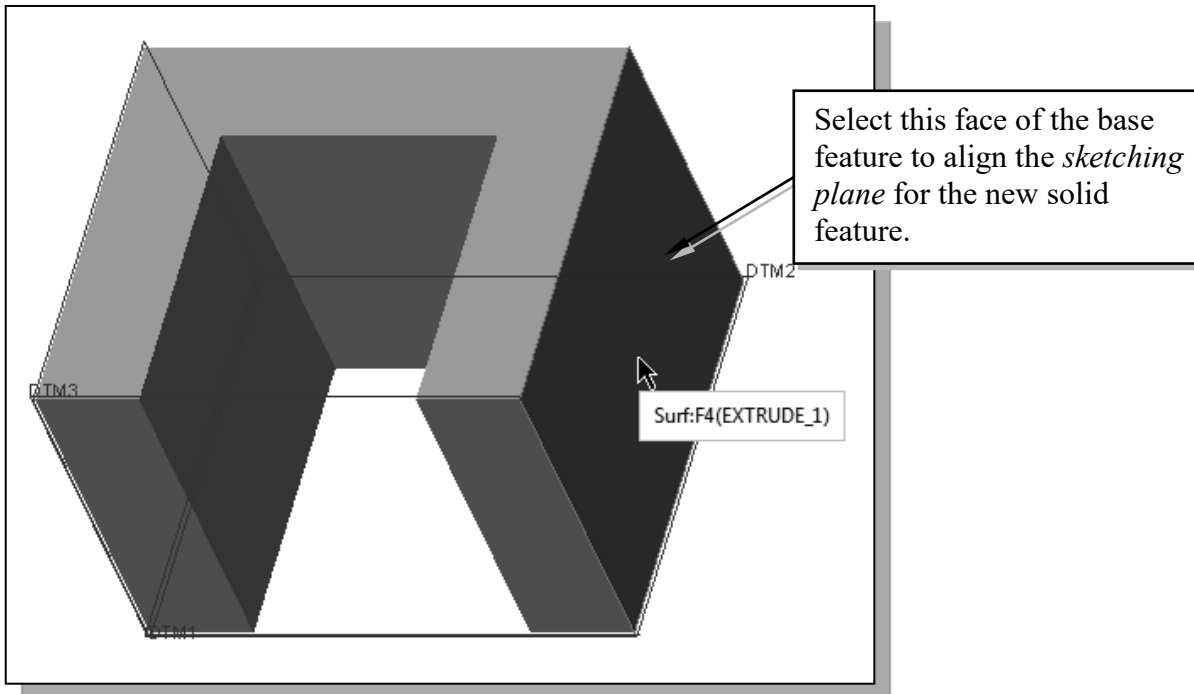 Select this face of the base
feature to align the sketching
plane for the new solid
feature.
DTM2
DTM3
Surf:F4(EXTRUDE_1)
DTM1